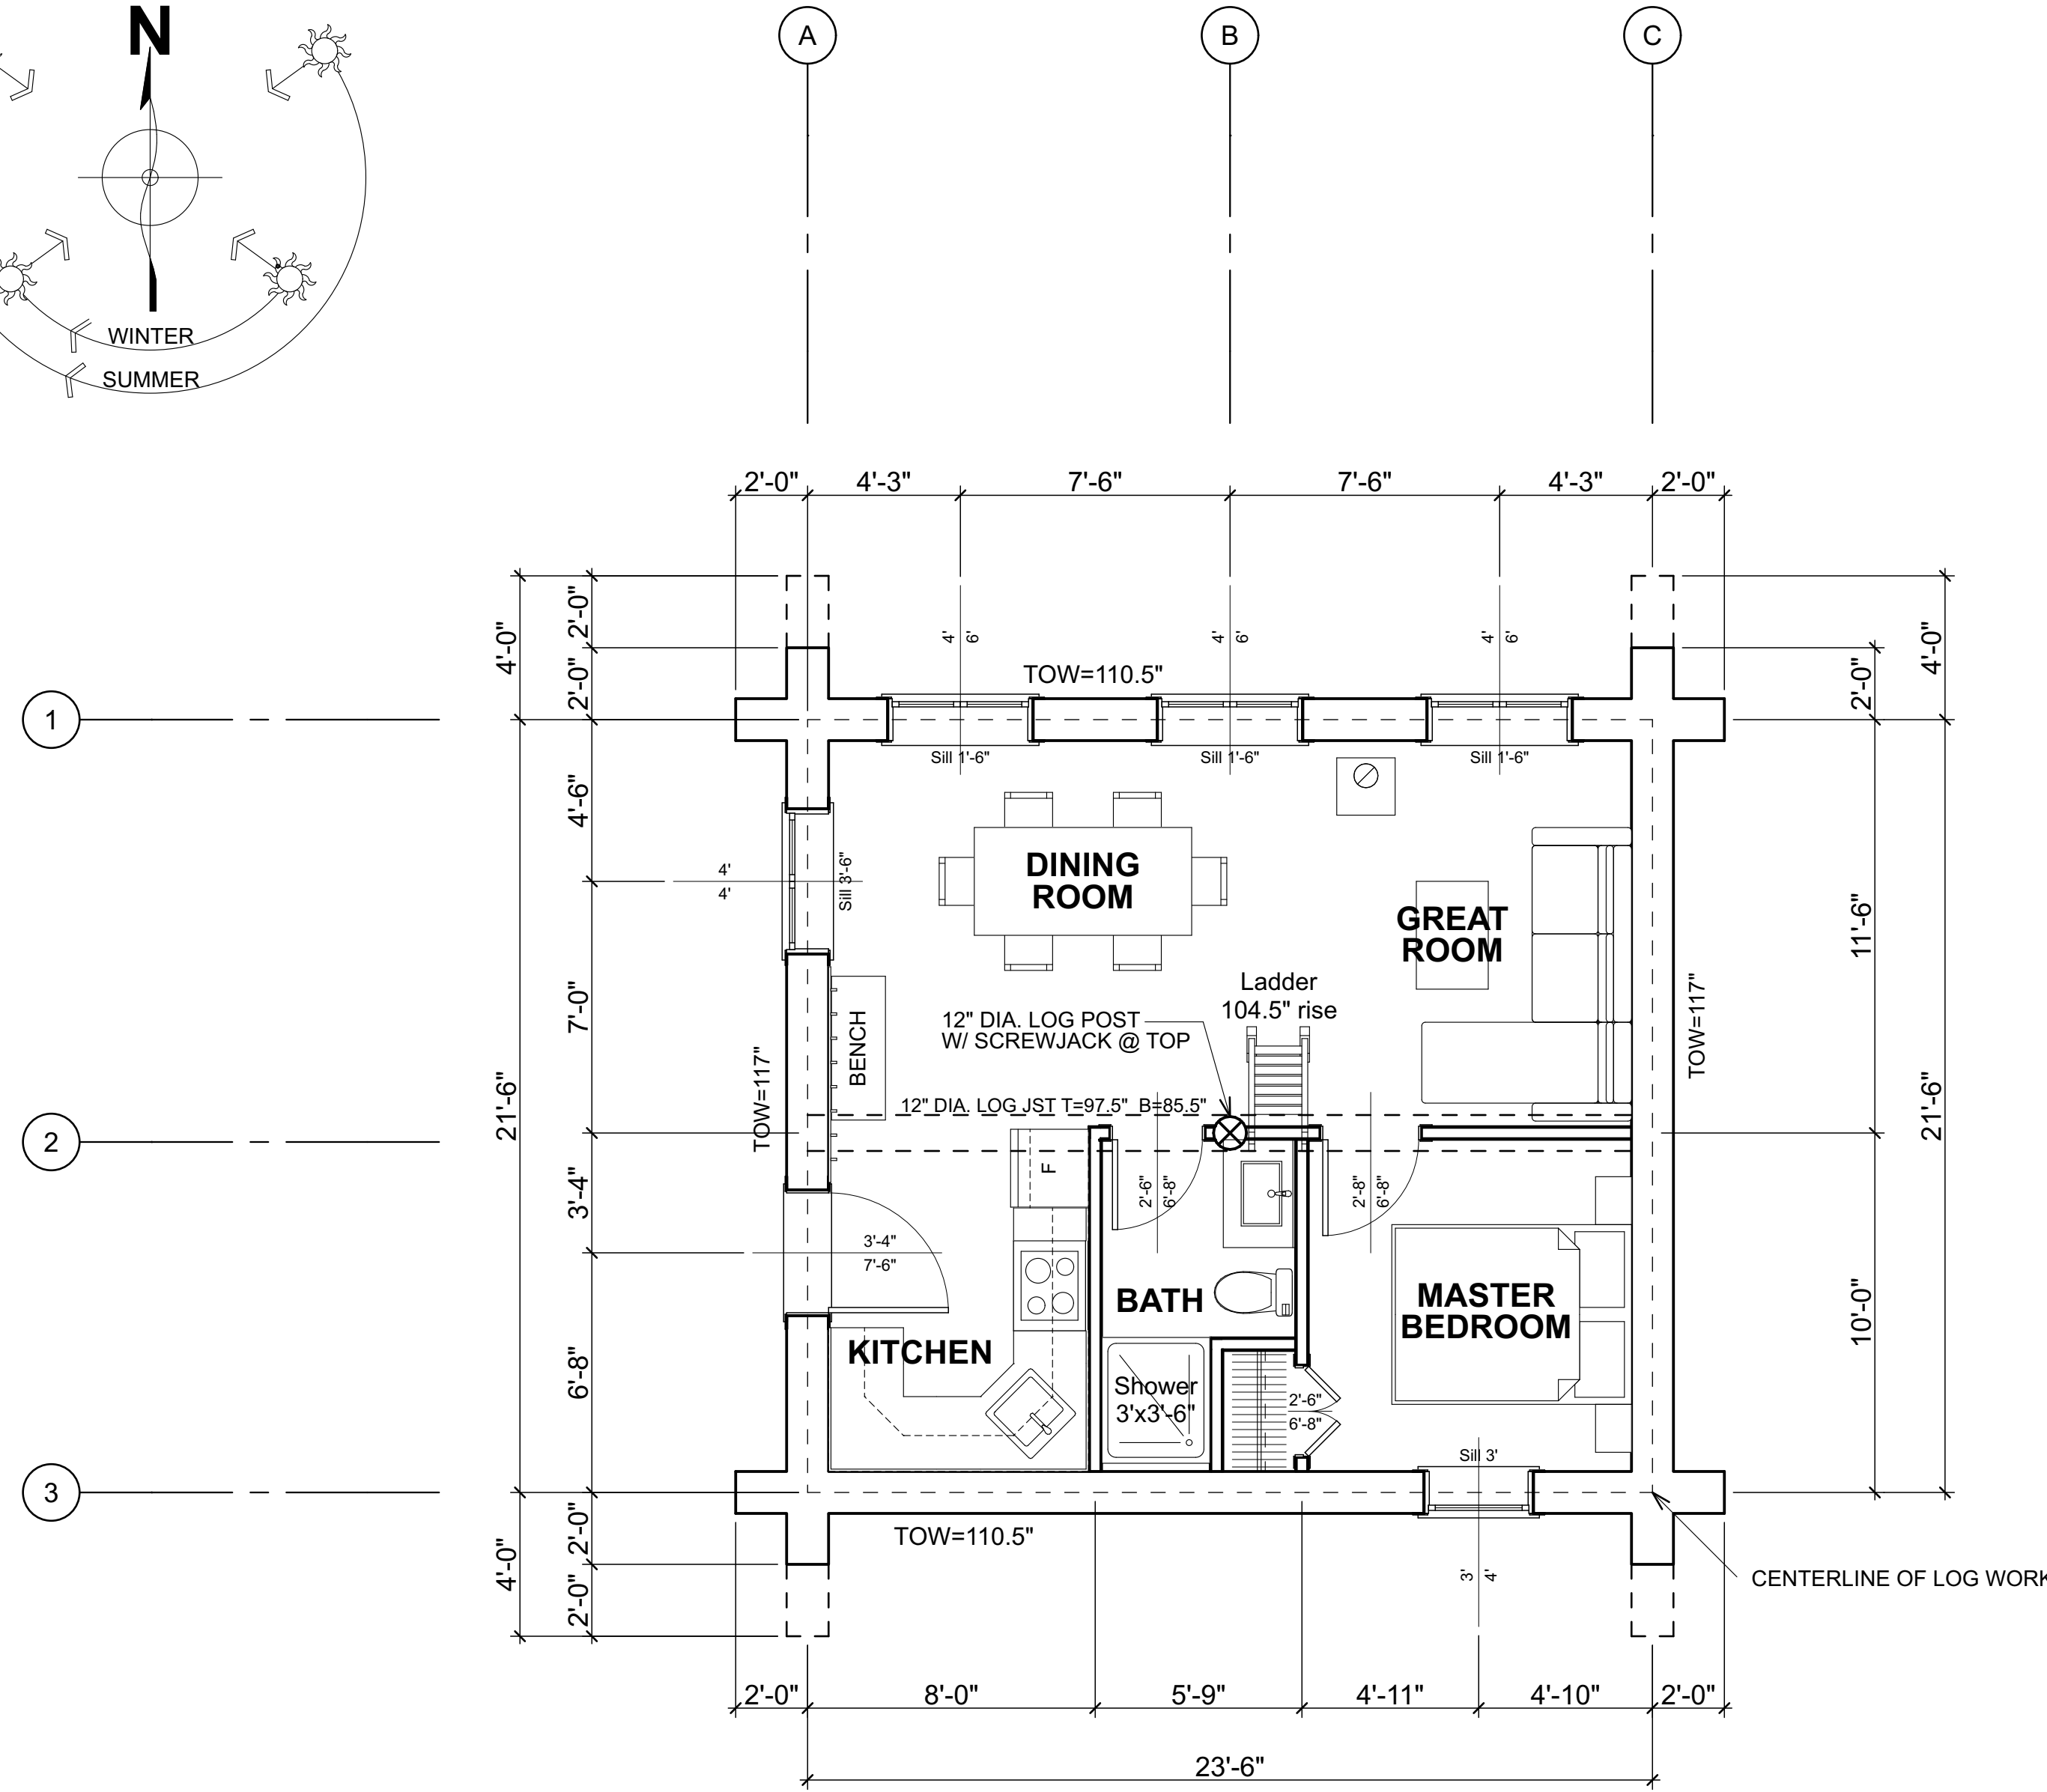 N
WINTER
SUMMER
A
B
C
1
2
3
2'-0"
4'-3"
7'-6"
7'-6"
4'-3"
2'-0"
4'-0"
21'-6"
4'-0"
2'-0"
2'-0"
4'-6"
7'-0"
3'-4"
6'-8"
2'-0"
2'-0"
4'
6'
4'
6'
4'
6'
TOW=110.5"
Sill 1'-6"
Sill 1'-6"
Sill 1'-6"
4'
4'
Sill 3'-6"
DINING
ROOM
GREAT
ROOM
Ladder
104.5" rise
12" DIA. LOG POST
W/ SCREWJACK @ TOP
BENCH
TOW=117"
12" DIA. LOG JST T=97.5" B=85.5"
TOW=117"
F
2'-6"
6'-8"
2'-8"
6'-8"
3'-4"
7'-6"
KITCHEN
BATH
MASTER
BEDROOM
Shower
3'x3'-6"
2'-6"
6'-8"
Sill 3'
TOW=110.5"
3'
4'
CENTERLINE OF LOG WORK
2'-0"
11'-6"
10'-0"
4'-0"
21'-6"
2'-0"
8'-0"
5'-9"
4'-11"
4'-10"
2'-0"
23'-6"